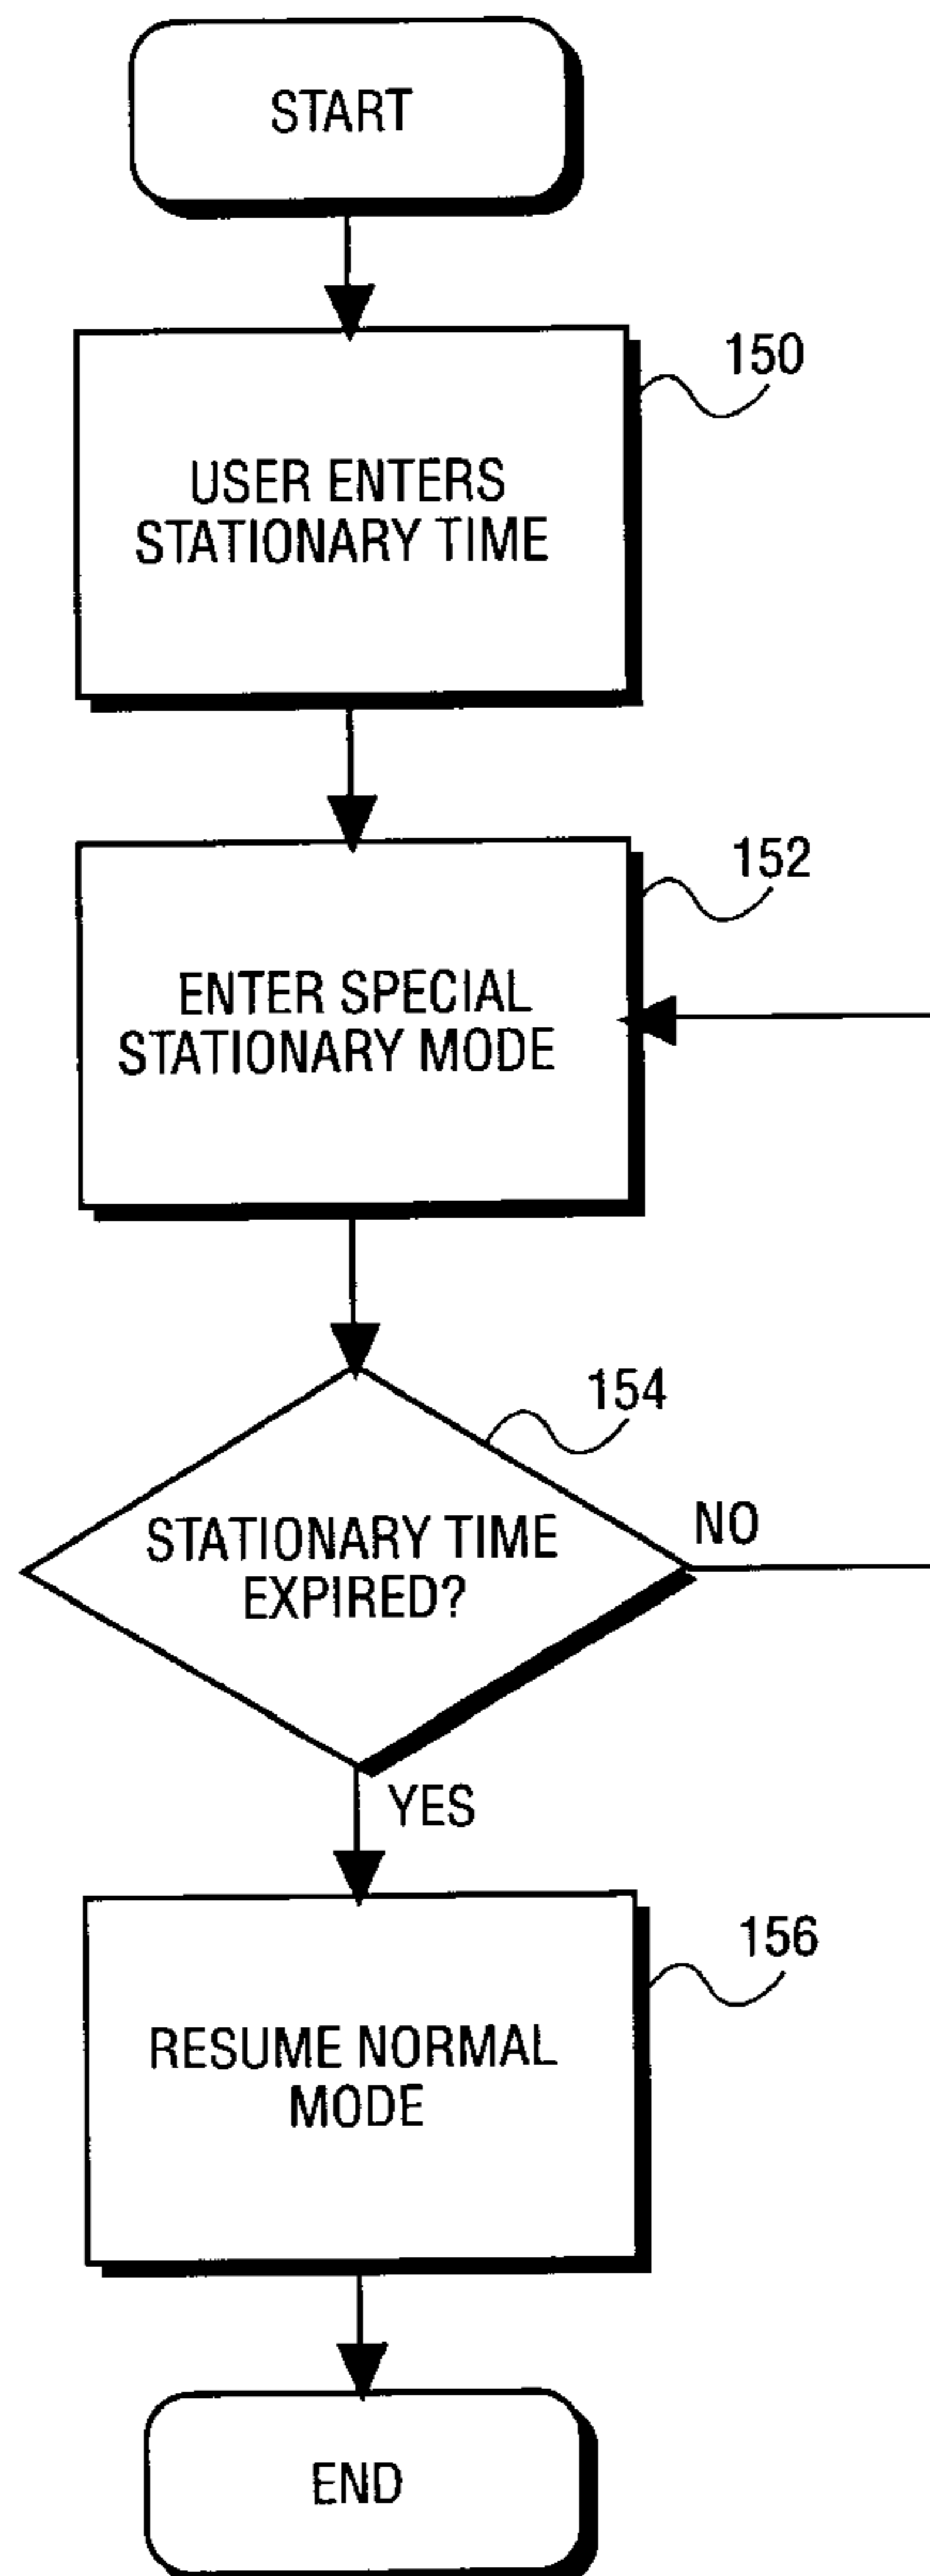 START
150
USER ENTERS
STATIONARY TIME
152
ENTER SPECIAL
STATIONARY MODE
154
STATIONARY TIME
EXPIRED?
NO
YES
156
RESUME NORMAL
MODE
END